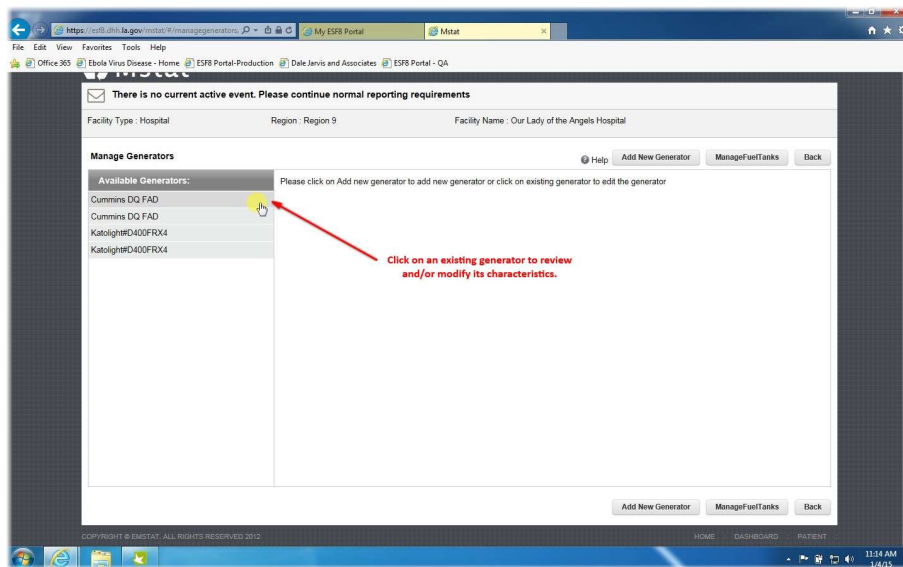 https://esf8.dhh.la.gov/mstat/#/managegenerators
My ESF8 Portal
Mstat
File Edit View Favorites Tools Help
Office 365 Ebola Virus Disease - Home ESF8 Portal-Production Dale Jarvis and Associates ESF8 Portal - QA
Mstat
There is no current active event. Please continue normal reporting requirements
Facility Type : Hospital Region : Region 9 Facility Name : Our Lady of the Angels Hospital
Manage Generators
Help Add New Generator ManageFuelTanks Back
Available Generators:
Please click on Add new generator to add new generator or click on existing generator to edit the generator
Cummins DQ FAD
Cummins DQ FAD
Katolight#D400FRX4
Katolight#D400FRX4
Click on an existing generator to review
and/or modify its characteristics.
Add New Generator ManageFuelTanks Back
COPYRIGHT © EMSTAT. ALL RIGHTS RESERVED 2012
HOME DASHBOARD PATIENT
11:14 AM
1/4/15